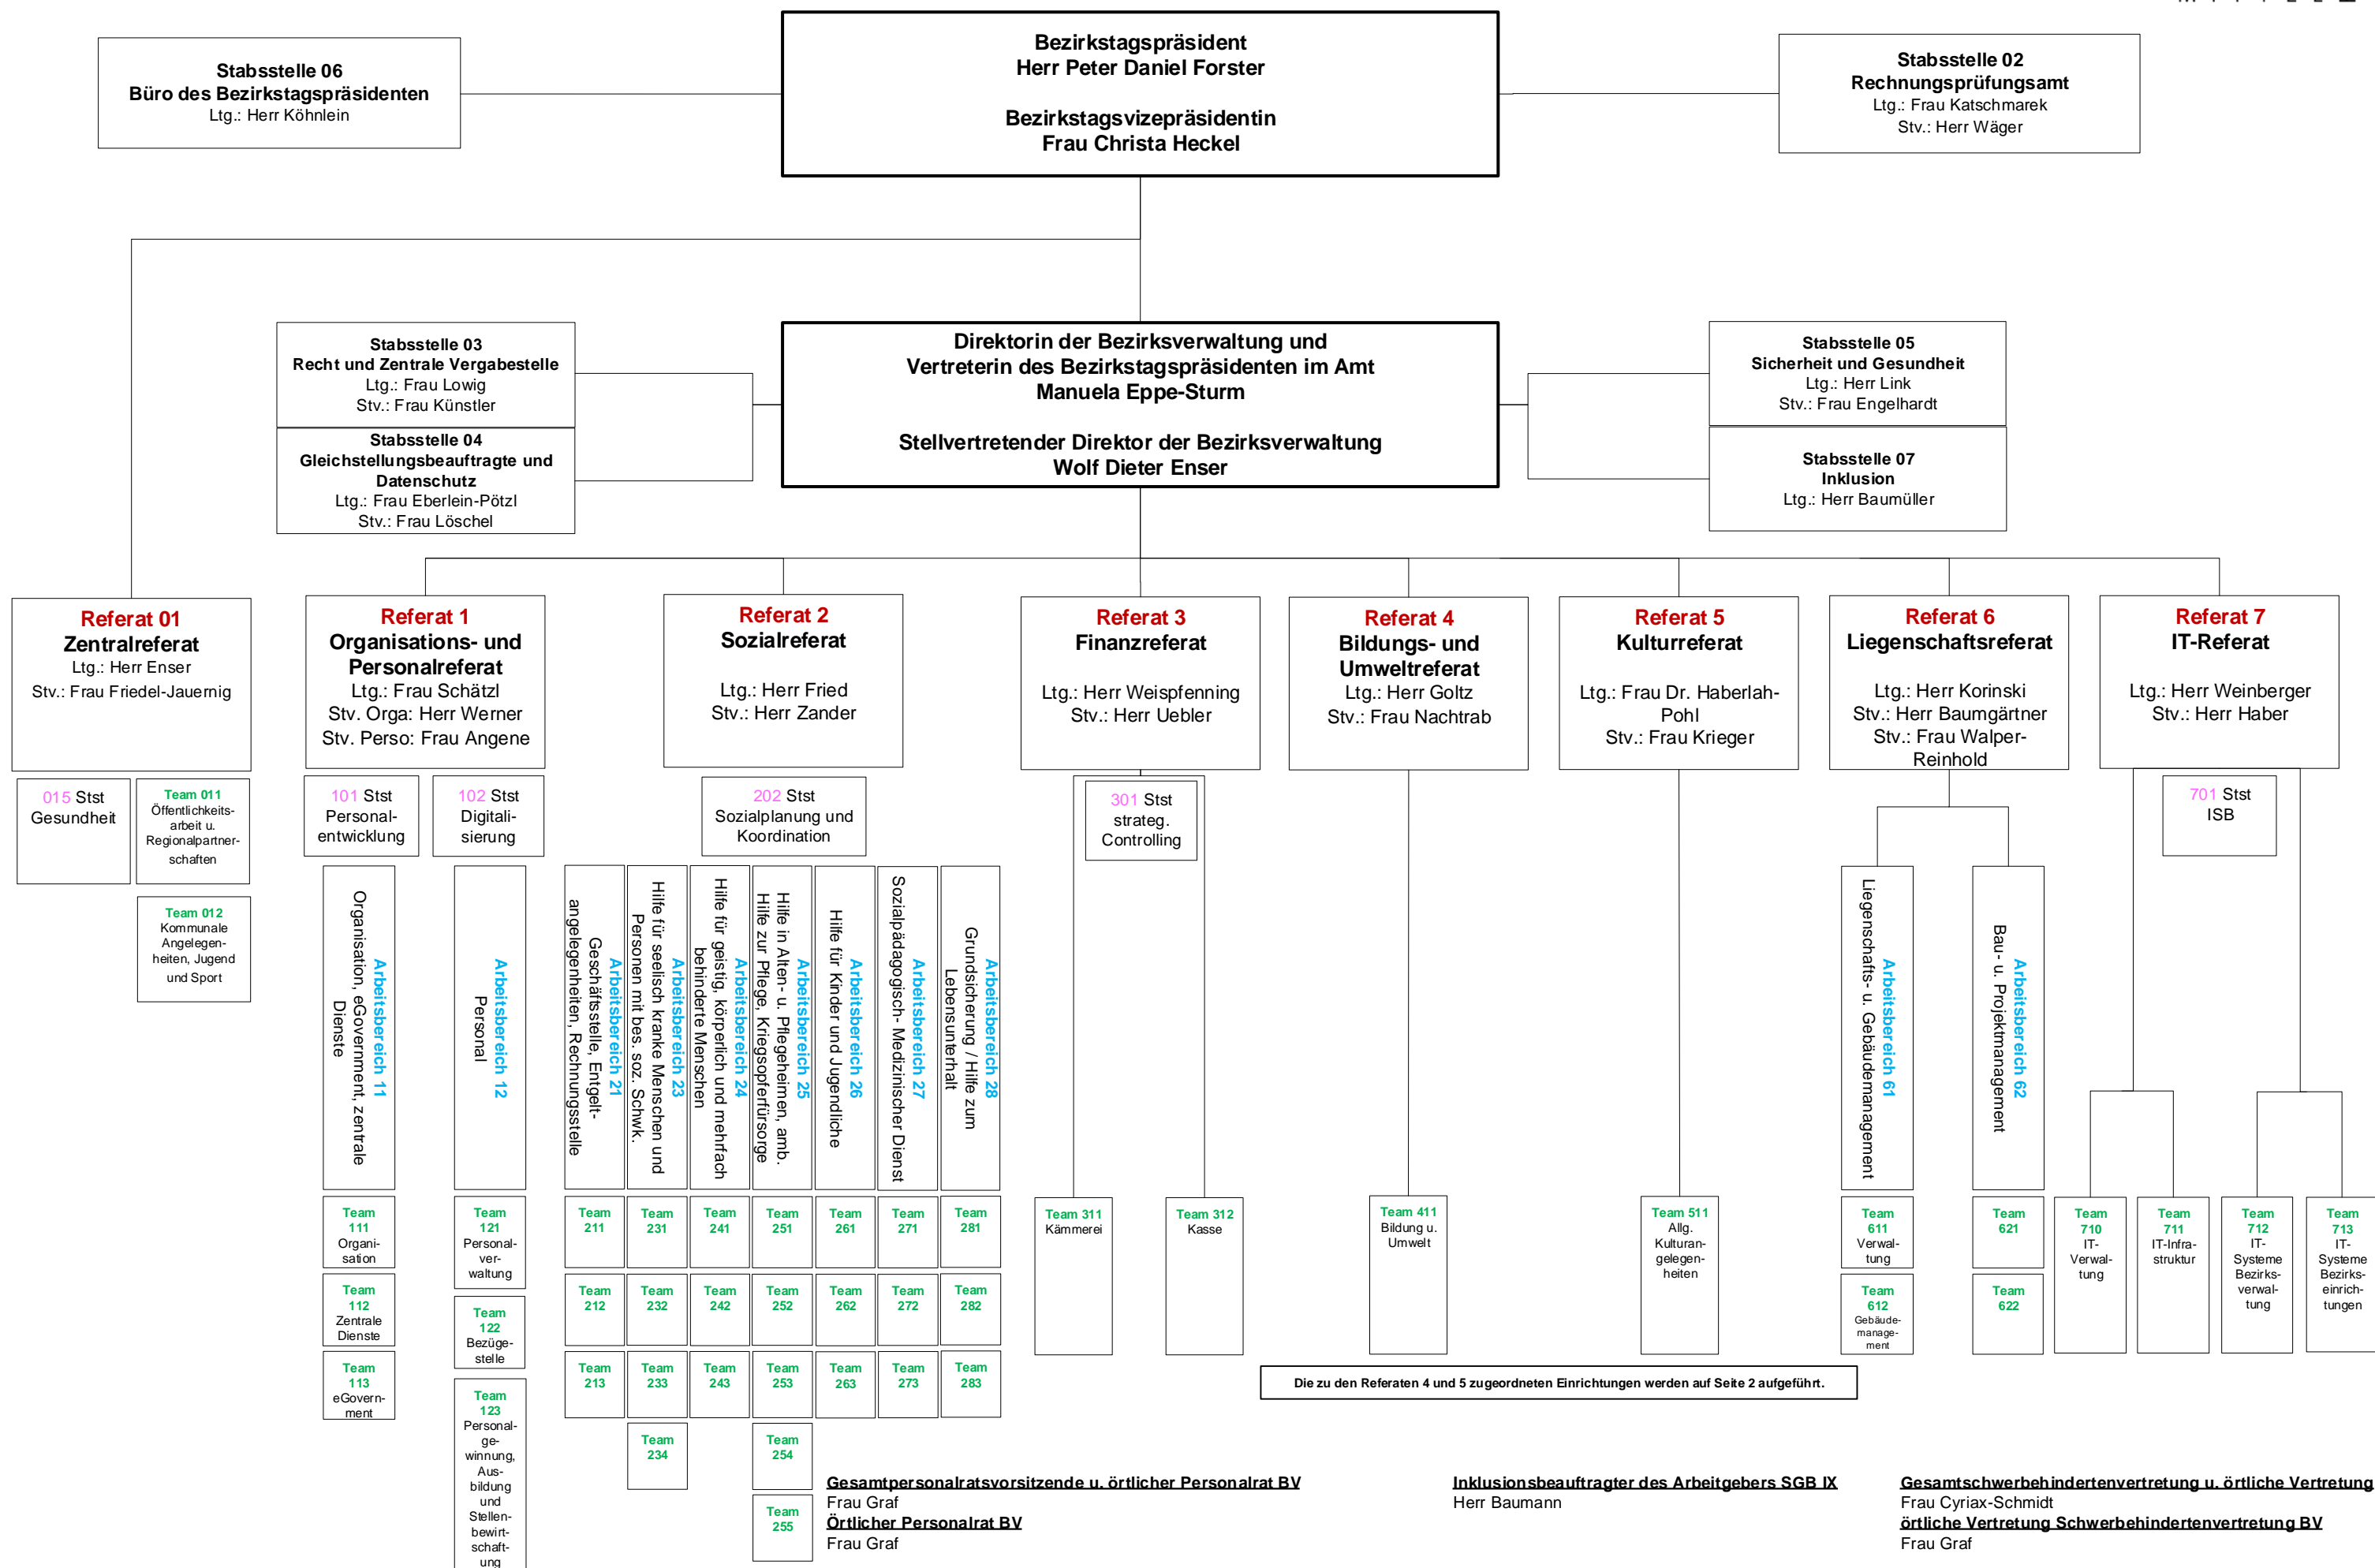 Stabsstelle 06
Büro des Bezirkstagspräsidenten
Ltg.: Herr Köhnlein
Bezirkstagspräsident
Herr Peter Daniel Forster
Bezirkstagsvizepräsidentin
Frau Christa Heckel
Stabsstelle 02
Rechnungsprüfungsamt
Ltg.: Frau Katschmarek
Stv.: Herr Wäger
Stabsstelle 03
Recht und Zentrale Vergabestelle
Ltg.: Frau Lowig
Stv.: Frau Künstler
Stabsstelle 04
Gleichstellungsbeauftragte und
Datenschutz
Ltg.: Frau Eberlein-Pötzl
Stv.: Frau Löschel
Direktorin der Bezirksverwaltung und
Vertreterin des Bezirkstagspräsidenten im Amt
Manuela Eppe-Sturm
Stellvertretender Direktor der Bezirksverwaltung
Wolf Dieter Enser
Stabsstelle 05
Sicherheit und Gesundheit
Ltg.: Herr Link
Stv.: Frau Engelhardt
Stabsstelle 07
Inklusion
Ltg.: Herr Baumüller
Referat 01
Zentralreferat
Ltg.: Herr Enser
Stv.: Frau Friedel-Jauernig
Referat 1
Organisations- und
Personalreferat
Ltg.: Frau Schätzl
Stv. Orga: Herr Werner
Stv. Perso: Frau Angene
Referat 2
Sozialreferat
Ltg.: Herr Fried
Stv.: Herr Zander
Referat 3
Finanzreferat
Ltg.: Herr Weispfenning
Stv.: Herr Uebler
Referat 4
Bildungs- und
Umweltreferat
Ltg.: Herr Goltz
Stv.: Frau Nachtrab
Referat 5
Kulturreferat
Ltg.: Frau Dr. Haberlah-
Pohl
Stv.: Frau Krieger
Referat 6
Liegenschaftsreferat
Ltg.: Herr Korinski
Stv.: Herr Baumgärtner
Stv.: Frau Walper-
Reinhold
Referat 7
IT-Referat
Ltg.: Herr Weinberger
Stv.: Herr Haber
015 Stst
Gesundheit
Team 011
Öffentlichkeits-
arbeit u.
Regionalpartner-
schaften
Team 012
Kommunale
Angelegen-
heiten, Jugend
und Sport
101 Stst
Personal-
entwicklung
102 Stst
Digitali-
sierung
202 Stst
Sozialplanung und
Koordination
301 Stst
strateg.
Controlling
701 Stst
ISB
Arbeitsbereich 11
Organisation, eGovernment, zentrale
Dienste
Arbeitsbereich 12
Personal
Arbeitsbereich 21
Geschäftsstelle, Entgelt-
angelegenheiten, Rechnungsstelle
Arbeitsbereich 23
Hilfe für seelisch kranke Menschen und
Personen mit bes. soz. Schwk.
Arbeitsbereich 24
Hilfe für geistig, körperlich und mehrfach
behinderte Menschen
Arbeitsbereich 25
Hilfe in Alten- u. Pflegeheimen, amb.
Hilfe zur Pflege, Kriegsopferfürsorge
Arbeitsbereich 26
Hilfe für Kinder und Jugendliche
Arbeitsbereich 27
Sozialpädagogisch- Medizinischer Dienst
Arbeitsbereich 28
Grundsicherung / Hilfe zum
Lebensunterhalt
Arbeitsbereich 61
Liegenschafts- u. Gebäudemanagement
Arbeitsbereich 62
Bau- u. Projektmanagement
Team
111
Organi-
sation
Team
112
Zentrale
Dienste
Team
113
eGovern-
ment
Team
121
Personal-
ver-
waltung
Team
122
Bezüge-
stelle
Team
123
Personal-
ge-
winnung,
Aus-
bildung
und
Stellen-
bewirt-
schaft-
ung
Team
211
Team
212
Team
213
Team
231
Team
232
Team
233
Team
234
Team
241
Team
242
Team
243
Team
251
Team
252
Team
253
Team
254
Team
255
Team
261
Team
262
Team
263
Team
271
Team
272
Team
273
Team
281
Team
282
Team
283
Team 311
Kämmerei
Team 312
Kasse
Team 411
Bildung u.
Umwelt
Team 511
Allg.
Kulturan-
gelegen-
heiten
Team
611
Verwal-
tung
Team
612
Gebäude-
manage-
ment
Team
621
Team
622
Team
710
IT-
Verwal-
tung
Team
711
IT-Infra-
struktur
Team
712
IT-
Systeme
Bezirks-
verwal-
tung
Team
713
IT-
Systeme
Bezirks-
einrich-
tungen
Die zu den Referaten 4 und 5 zugeordneten Einrichtungen werden auf Seite 2 aufgeführt.
Gesamtpersonalratsvorsitzende u. örtlicher Personalrat BV
Frau Graf
Örtlicher Personalrat BV
Frau Graf
Inklusionsbeauftragter des Arbeitgebers SGB IX
Herr Baumann
Gesamtschwerbehindertenvertretung u. örtliche Vertretung
Frau Cyriax-Schmidt
örtliche Vertretung Schwerbehindertenvertretung BV
Frau Graf